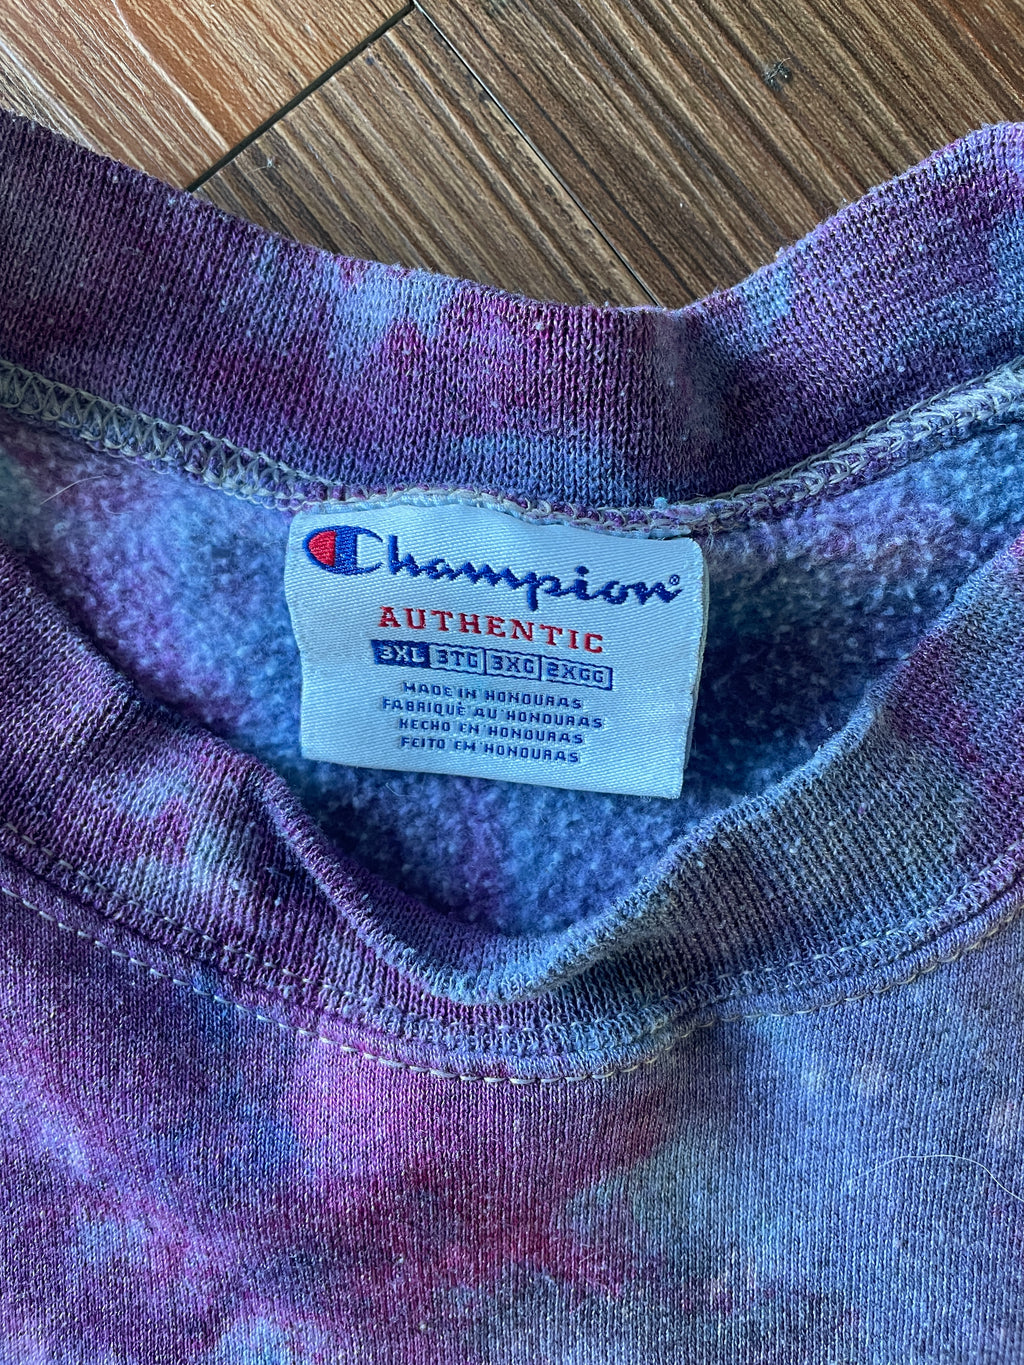 Champion®
AUTHENTIC
3XL 3TG 3XG 2XGG
MADE IN HONDURAS
FABRIQUÉ AU HONDURAS
HECHO EN HONDURAS
FEITO EM HONDURAS